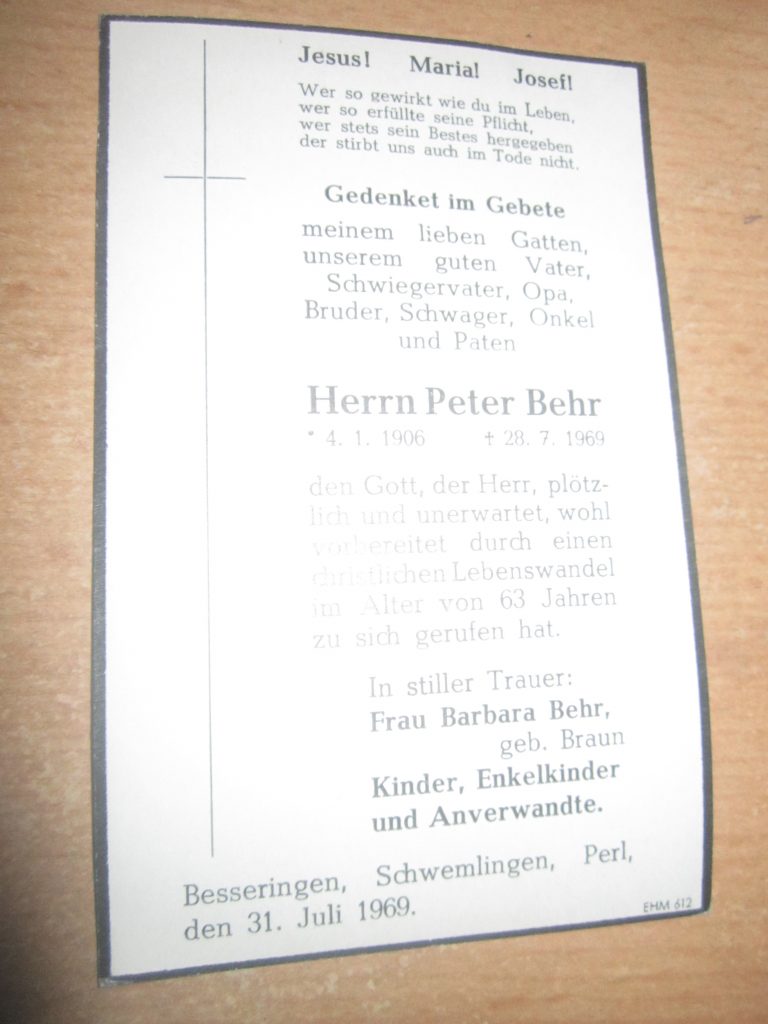 Jesus! Maria! Josef!
Wer so gewirkt wie du im Leben,
wer so erfüllte seine Pflicht,
wer stets sein Bestes hergegeben
der stirbt uns auch im Tode nicht.
Gedenket im Gebete
meinem lieben Gatten,
unserem guten Vater,
Schwiegervater, Opa,
Bruder, Schwager, Onkel
und Paten
Herrn Peter Behr
* 4. 1. 1906 † 28. 7. 1969
den Gott, der Herr, plötz-
lich und unerwartet, wohl
vorbereitet durch einen
christlichen Lebenswandel
im Alter von 63 Jahren
zu sich gerufen hat.
In stiller Trauer:
Frau Barbara Behr,
geb. Braun
Kinder, Enkelkinder
und Anverwandte.
Besseringen, Schwemlingen, Perl,
den 31. Juli 1969.
EHM 612